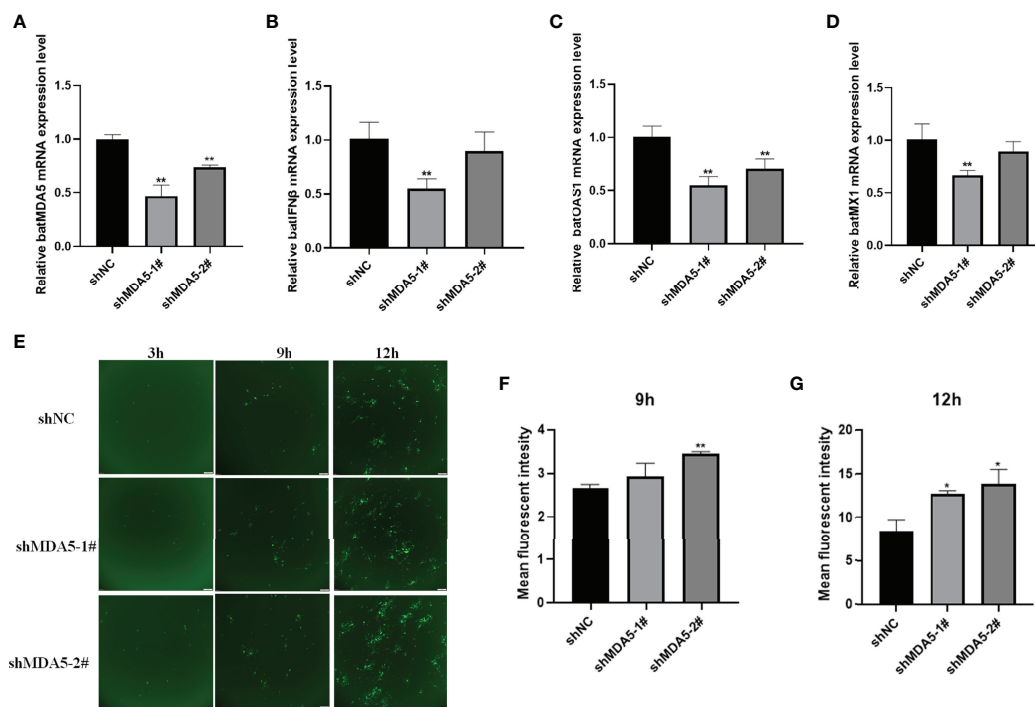 A
Relative batMDA5 mRNA expression level
1.5
1.0
0.5
0.0
**
**
shNC
shMDA5-1#
shMDA5-2#
B
Relative batIFNβ mRNA expression level
1.5
1.0
0.5
0.0
**
shNC
shMDA5-1#
shMDA5-2#
C
Relative batOAS1 mRNA expression level
1.5
1.0
0.5
0.0
**
**
shNC
shMDA5-1#
shMDA5-2#
D
Relative batMX1 mRNA expression level
1.5
1.0
0.5
0.0
**
shNC
shMDA5-1#
shMDA5-2#
E
3h 9h 12h
shNC
shMDA5-1#
shMDA5-2#
F
9h
Mean fluorescent intesity
4
3
2
1
0
**
shNC
shMDA5-1#
shMDA5-2#
G
12h
Mean fluorescent intesity
20
15
10
5
0
*
*
shNC
shMDA5-1#
shMDA5-2#